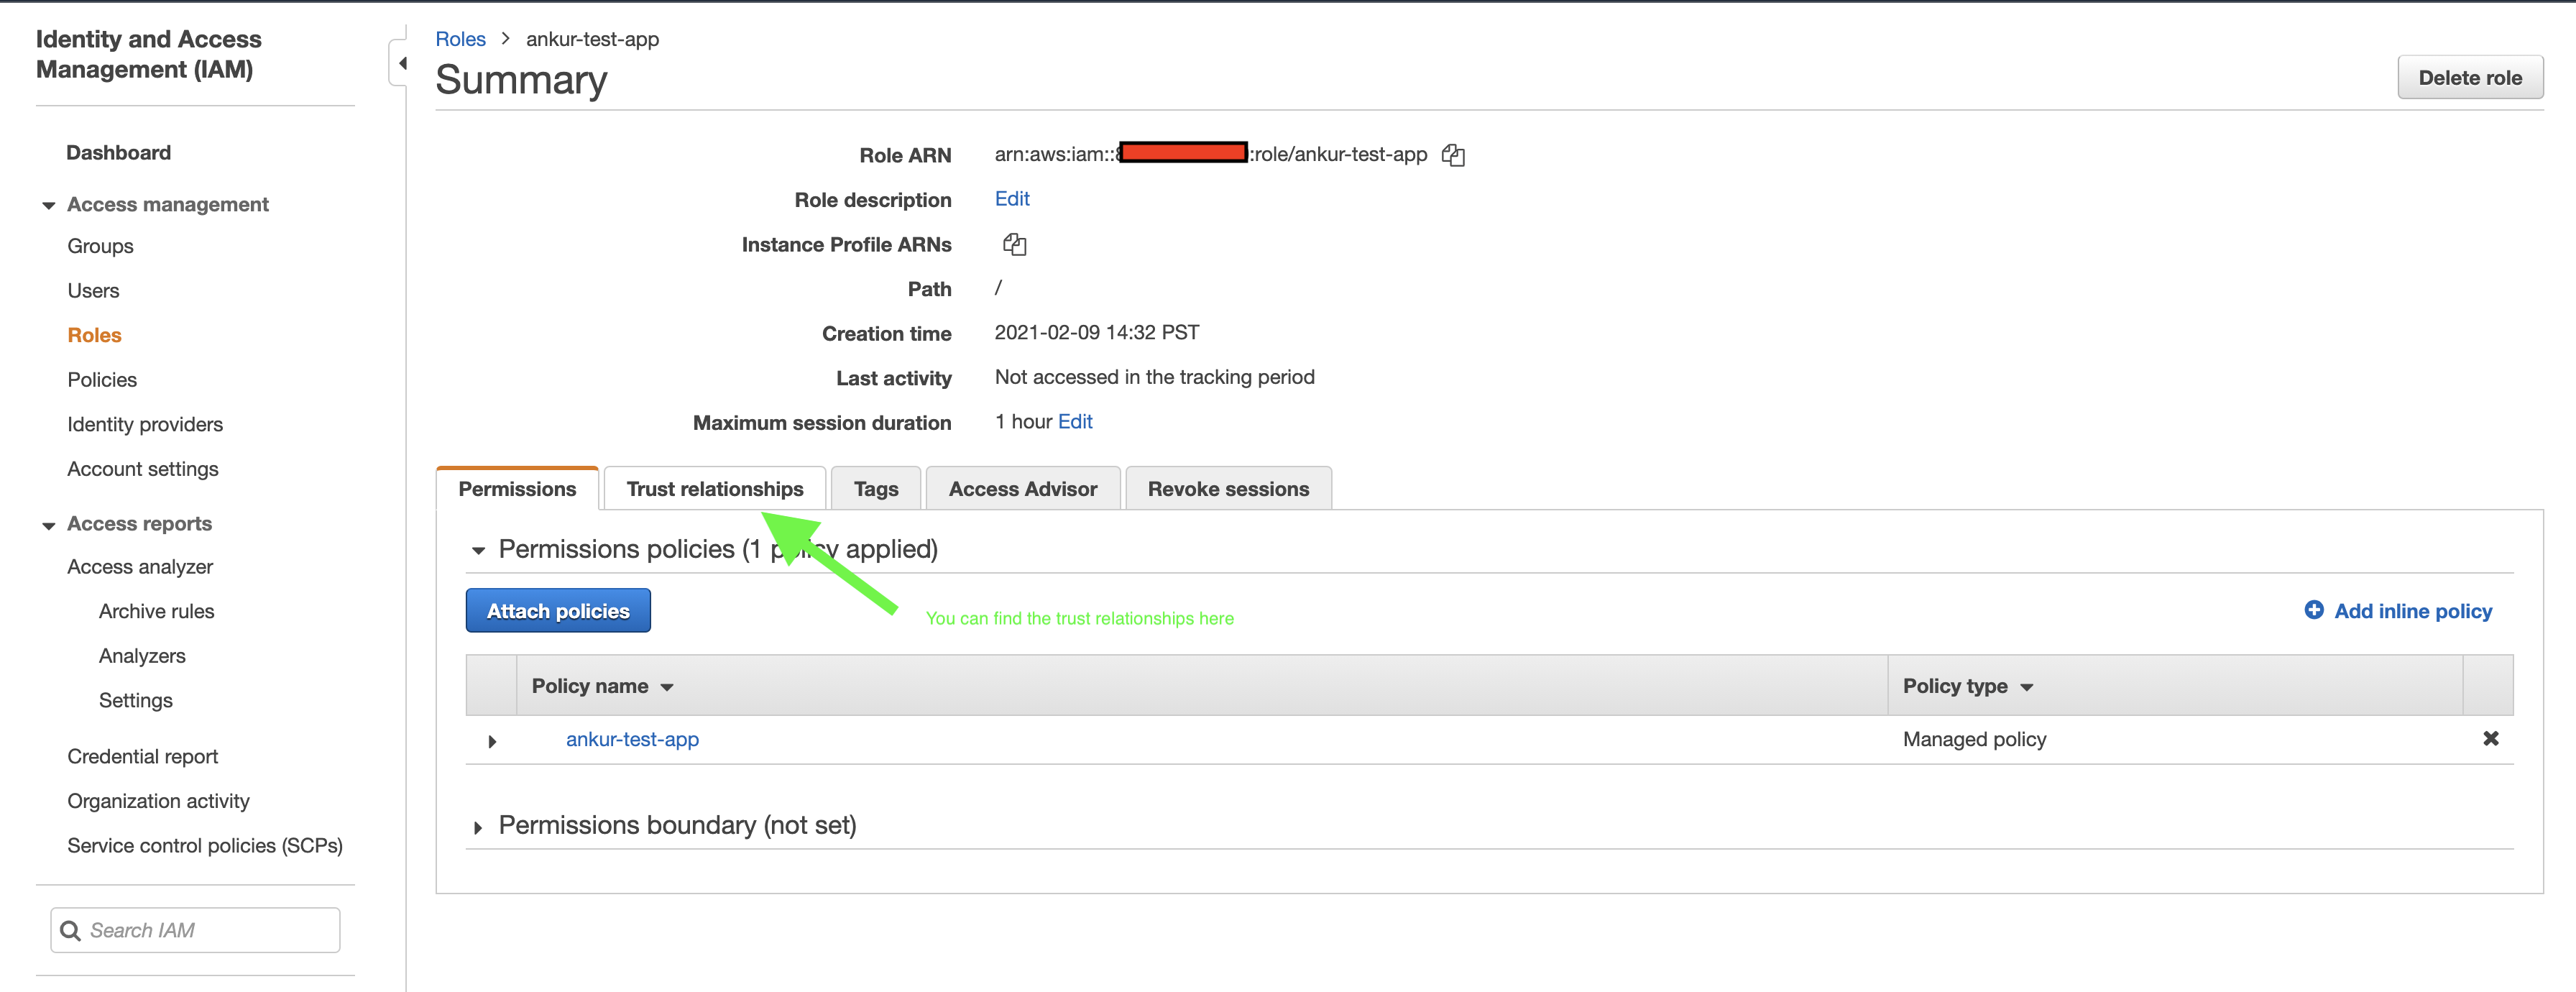 Identity and Access
Management (IAM)
Dashboard
Access management
Groups
Users
Roles
Policies
Identity providers
Account settings
Access reports
Access analyzer
Archive rules
Analyzers
Settings
Credential report
Organization activity
Service control policies (SCPs)
Search IAM
Roles > ankur-test-app
Summary
Delete role
Role ARN arn:aws:iam:: :role/ankur-test-app
Role description Edit
Instance Profile ARNs
Path /
Creation time 2021-02-09 14:32 PST
Last activity Not accessed in the tracking period
Maximum session duration 1 hour Edit
Permissions Trust relationships Tags Access Advisor Revoke sessions
Permissions policies (1 policy applied)
Attach policies
You can find the trust relationships here
Add inline policy
Policy name Policy type
ankur-test-app Managed policy
Permissions boundary (not set)